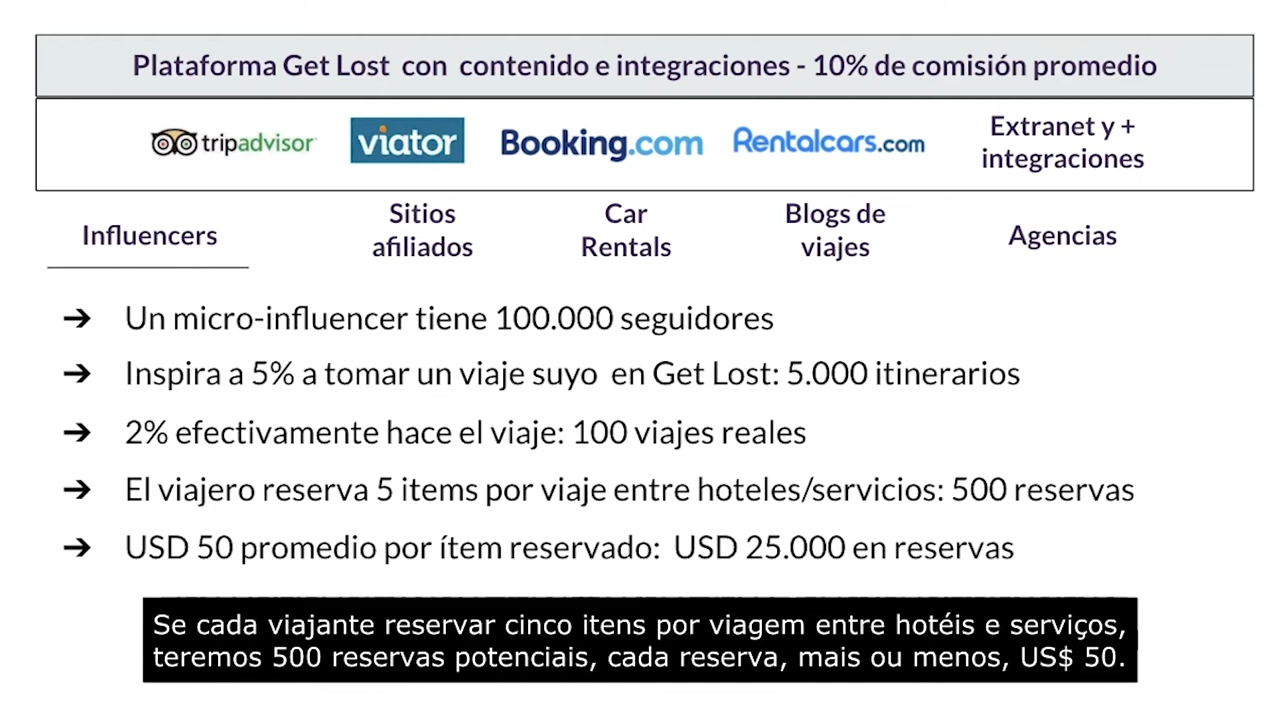 Plataforma Get Lost con contenido e integraciones - 10% de comisión promedio
tripadvisor
viator
Booking.com
Rentalcars.com
Extranet y +
integraciones
Influencers
Sitios
afiliados
Car
Rentals
Blogs de
viajes
Agencias
➔ Un micro-influencer tiene 100.000 seguidores
➔ Inspira a 5% a tomar un viaje suyo en Get Lost: 5.000 itinerarios
➔ 2% efectivamente hace el viaje: 100 viajes reales
➔ El viajero reserva 5 items por viaje entre hoteles/servicios: 500 reservas
➔ USD 50 promedio por ítem reservado: USD 25.000 en reservas
Se cada viajante reservar cinco itens por viagem entre hotéis e serviços,
teremos 500 reservas potenciais, cada reserva, mais ou menos, US$ 50.